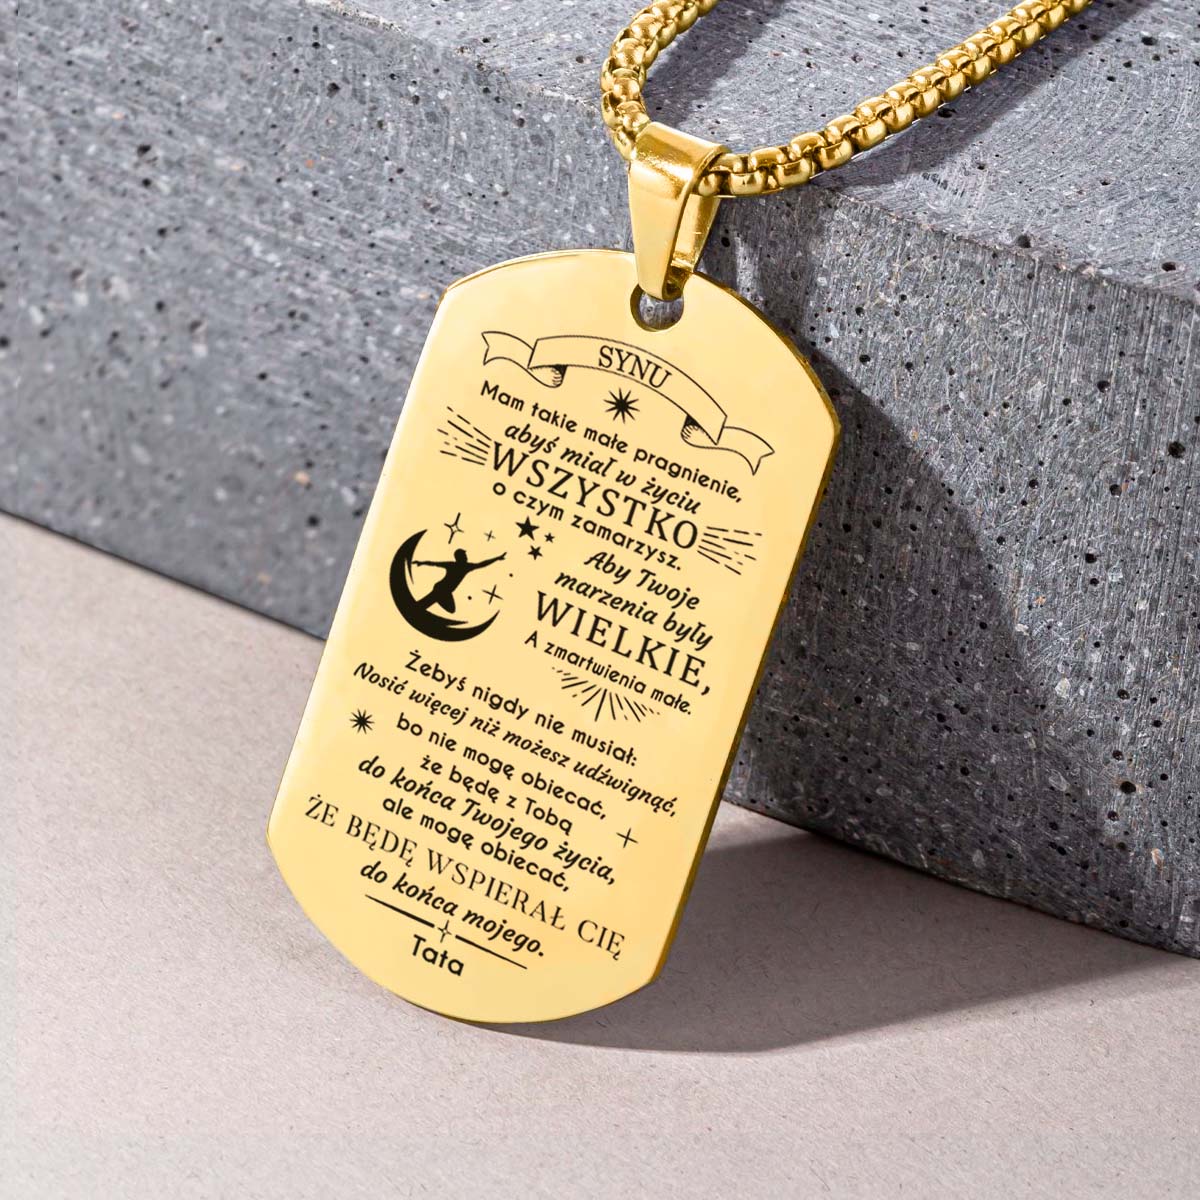 SYNU
Mam takie małe pragnienie,
abyś miał w życiu
WSZYSTKO
o czym zamarzysz.
Aby Twoje
marzenia były
WIELKIE,
A zmartwienia małe.
Żebyś nigdy nie musiał:
Nosić więcej niż możesz udźwignąć,
bo nie mogę obiecać,
że będę z Tobą
do końca Twojego życia,
ale mogę obiecać,
ŻE BĘDĘ WSPIERAŁ CIĘ
do końca mojego.
Tata